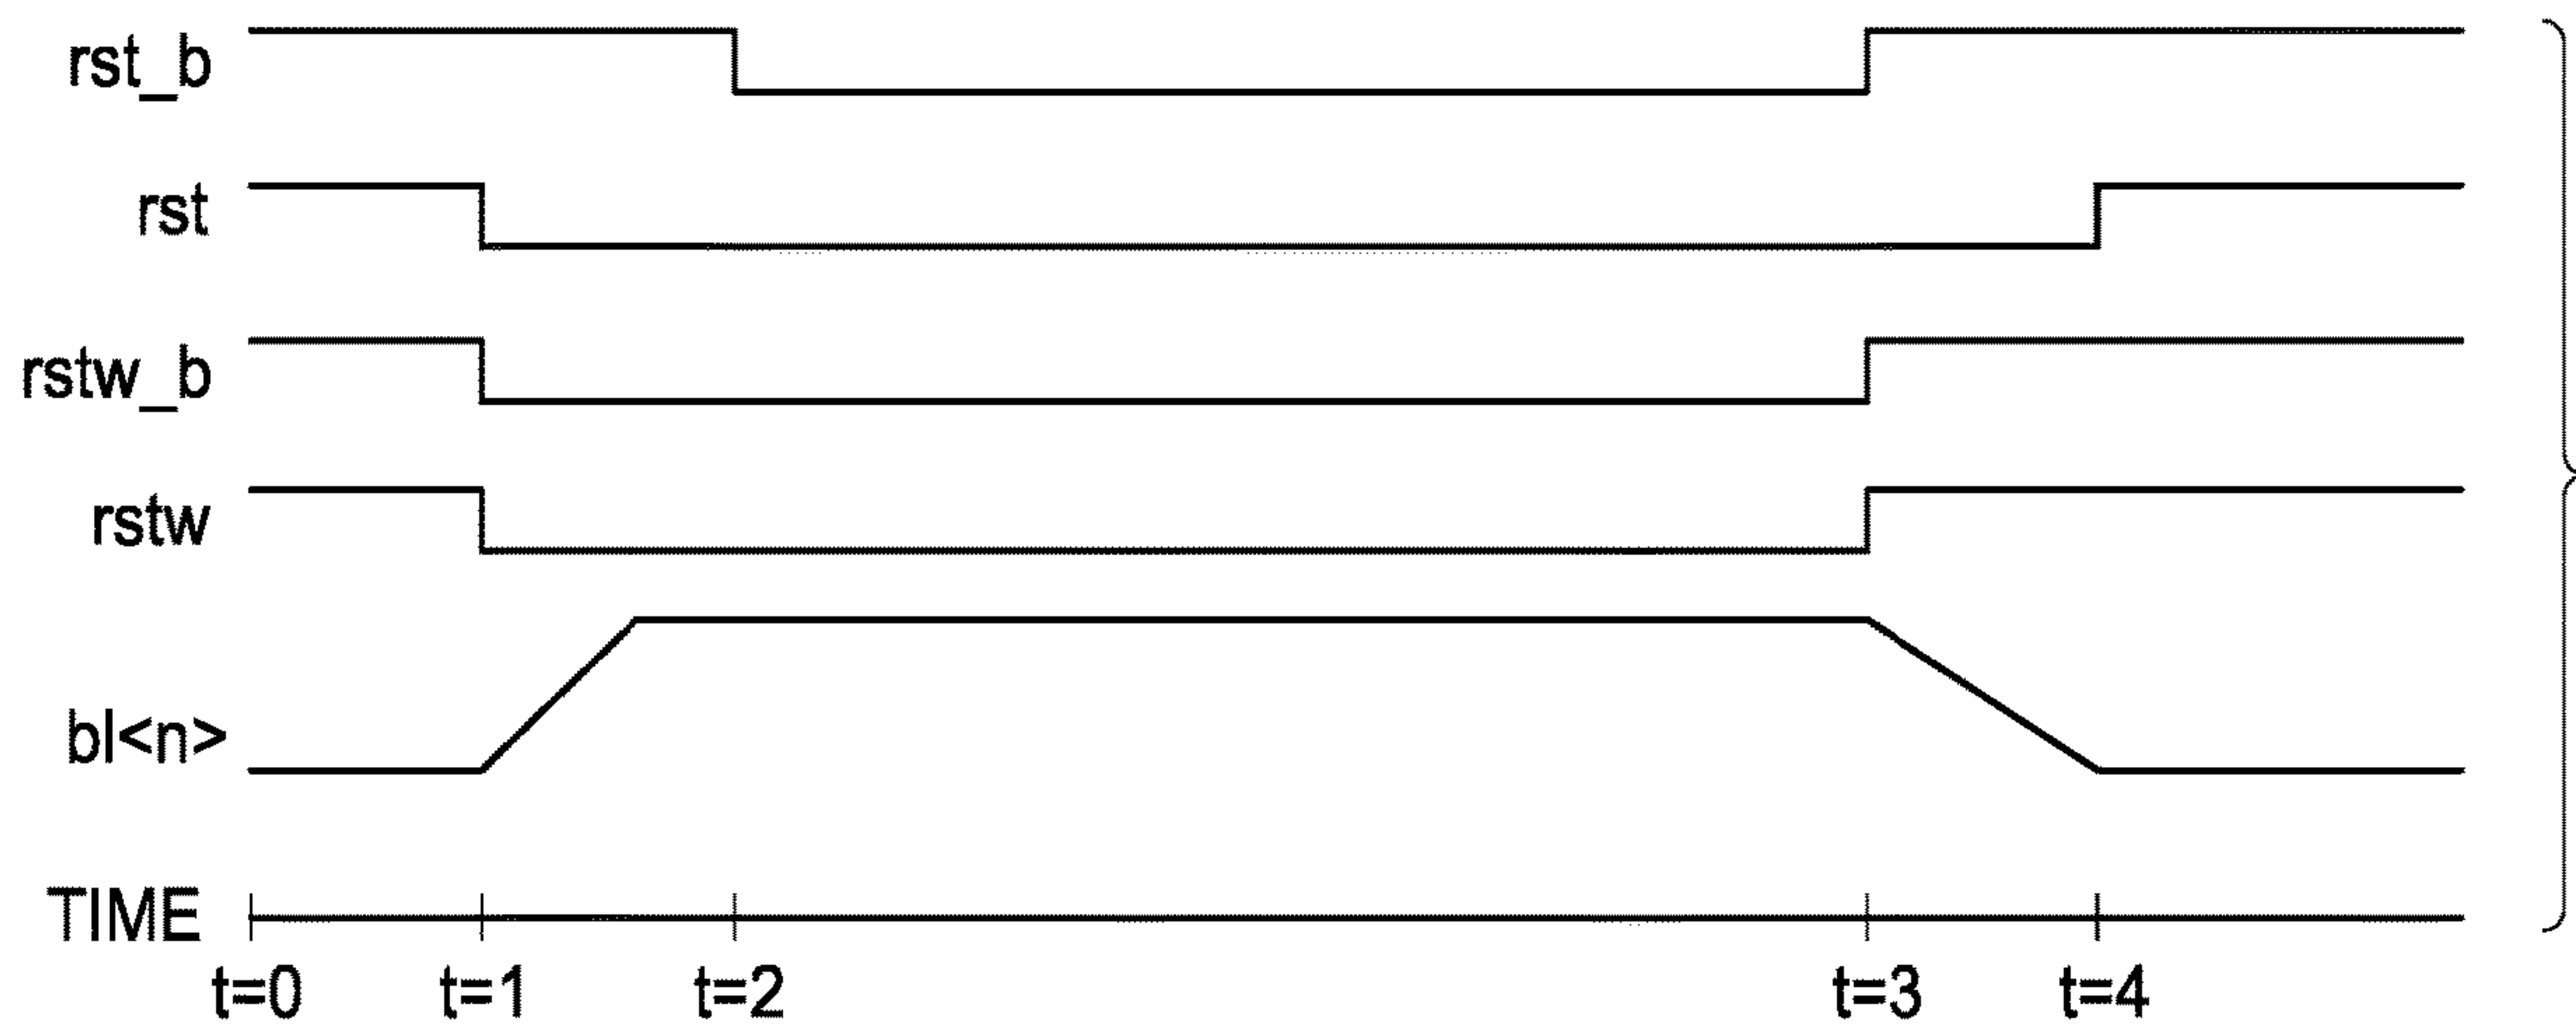 rst_b
rst
rstw_b
rstw
bl<n>
TIME
t=0 t=1 t=2 t=3 t=4